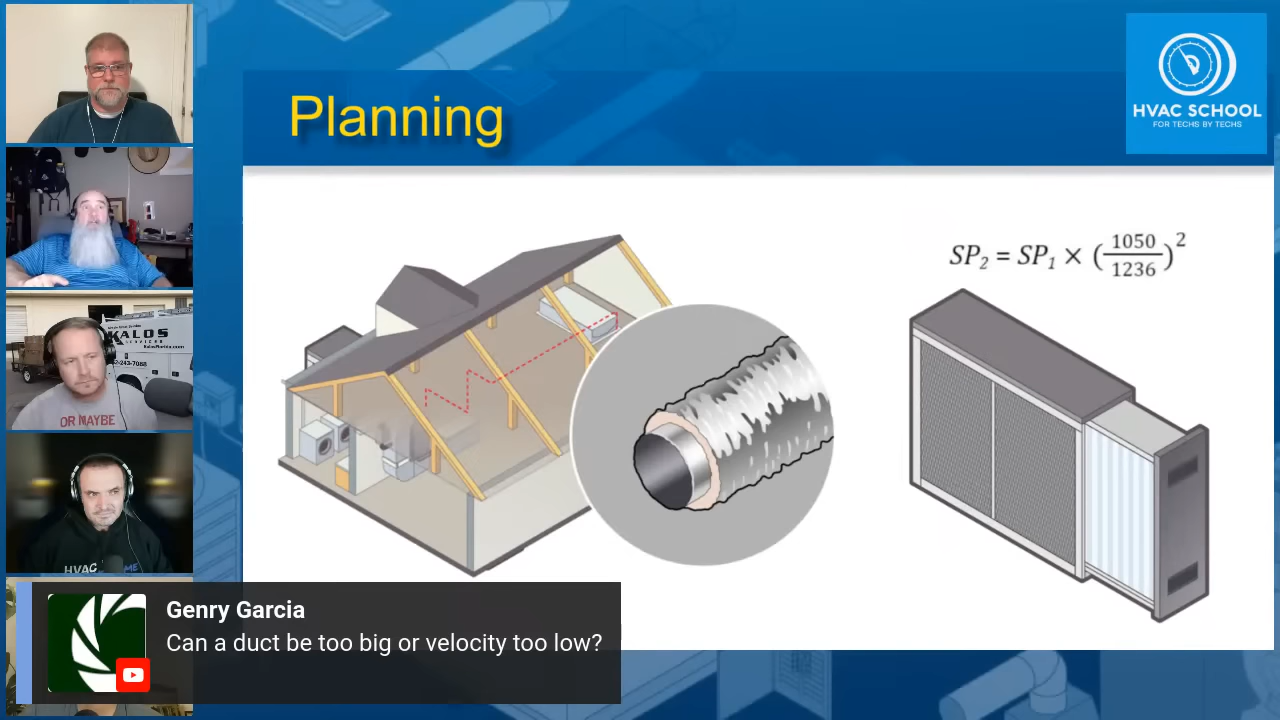 Planning
HVAC SCHOOL
FOR TECHS BY TECHS
SP₂ = SP₁ × (1050/1236)²
KALOS
SERVICES
OR MAYBE
HVAC
Genry Garcia
Can a duct be too big or velocity too low?